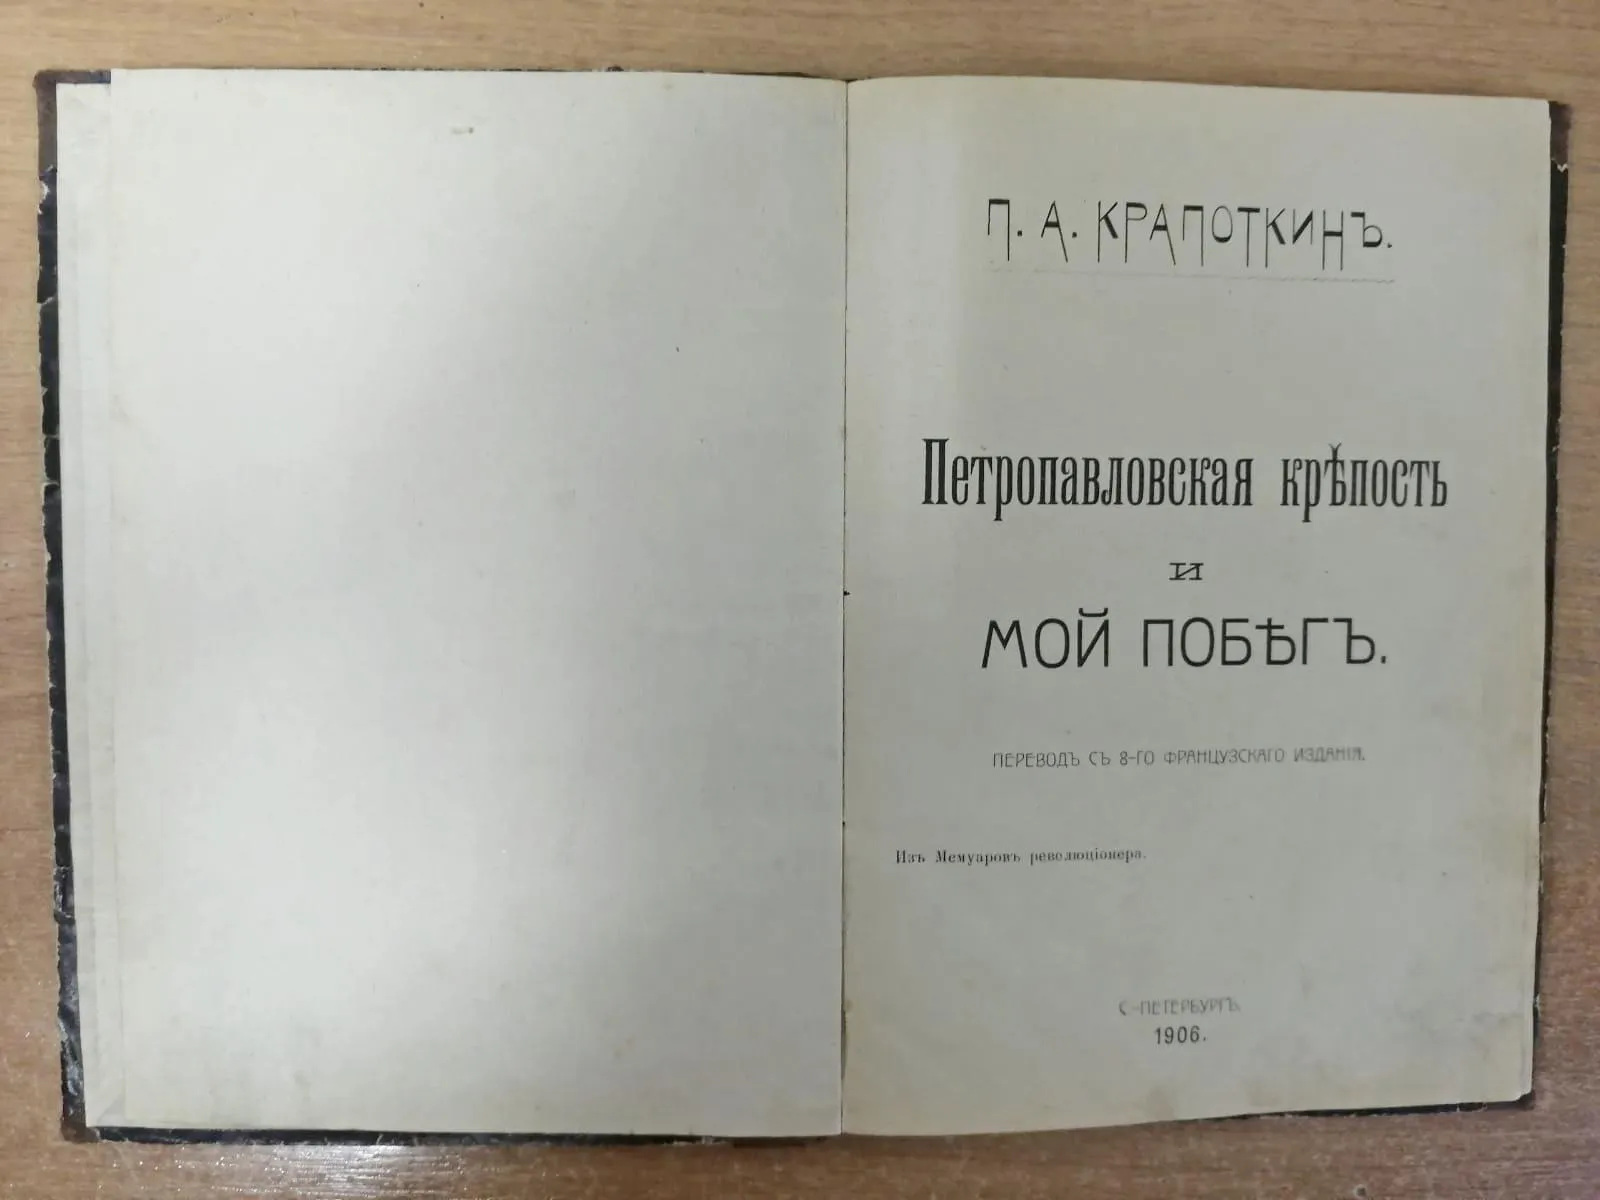 П. А. КРАПОТКИНЪ.
Петропавловская крѣпость
и
МОЙ ПОБѢГЪ.
ПЕРЕВОДЪ СЪ 8-ГО ФРАНЦУЗСКАГО ИЗДАНІЯ.
Изъ Мемуаровъ революціонера.
С-ПЕТЕРБУРГЪ.
1906.